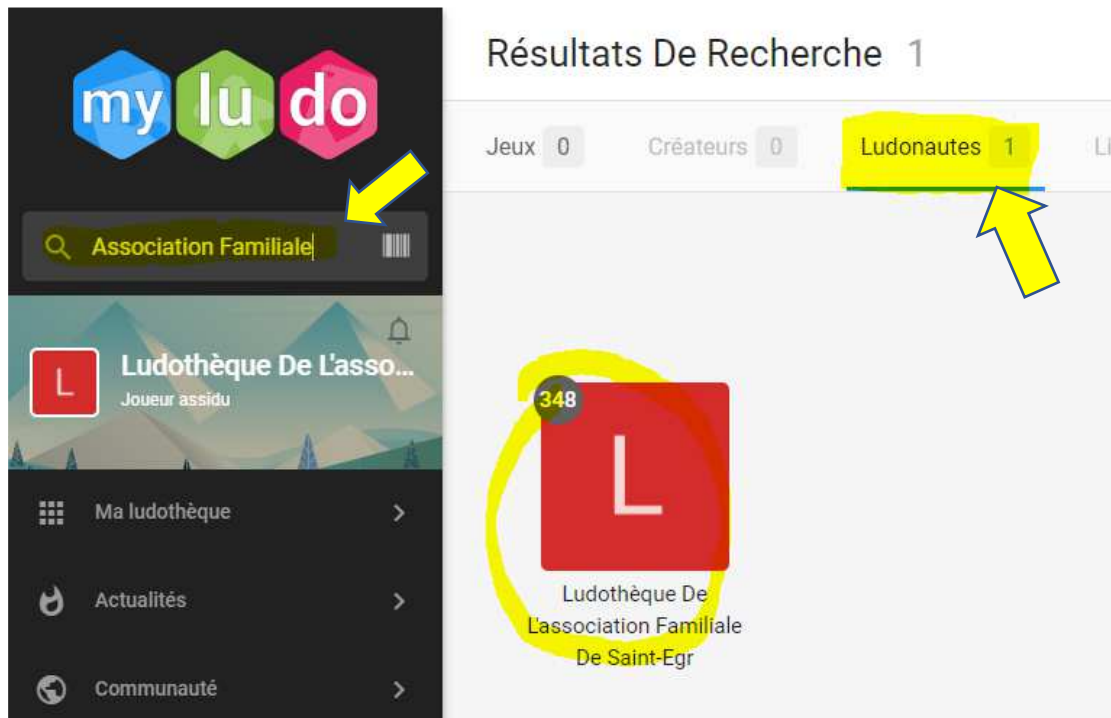 my lu do
Association Familiale
L
Ludothèque De L'asso...
Joueur assidu
Ma ludothèque
Actualités
Communauté
Résultats De Recherche 1
Jeux 0 Créateurs 0 Ludonautes 1 Li
348
L
Ludothèque De
L'association Familiale
De Saint-Egr